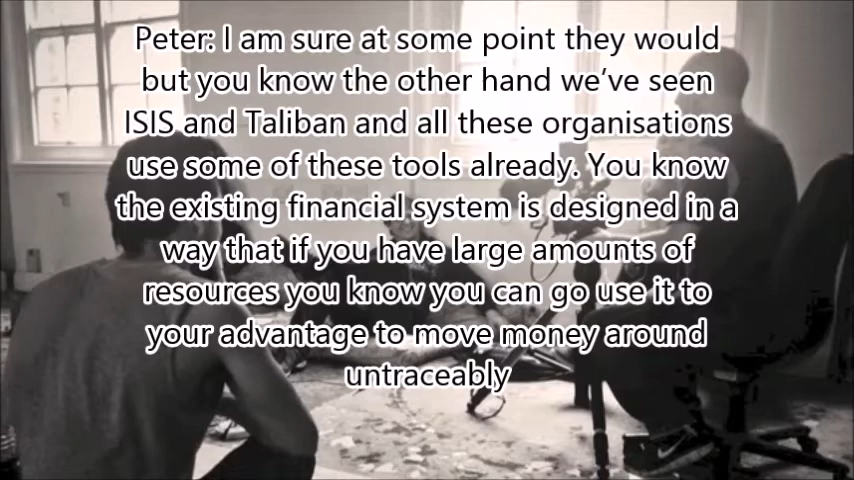 Peter: I am sure at some point they would
but you know the other hand we've seen
ISIS and Taliban and all these organisations
use some of these tools already. You know
the existing financial system is designed in a
way that if you have large amounts of
resources you know you can go use it to
your advantage to move money around
untraceably